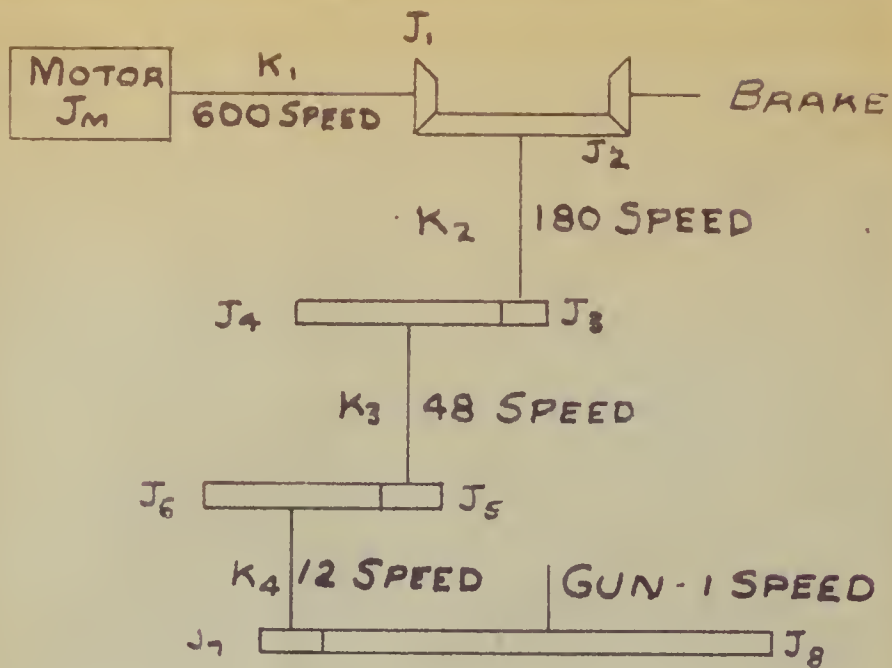 J₁
MOTOR
Jₘ
K₁
600 SPEED
BRAKE
J₂
K₂ 180 SPEED
J₄ J₃
K₃ 48 SPEED
J₆ J₅
K₄ 12 SPEED GUN - 1 SPEED
J₇ J₈